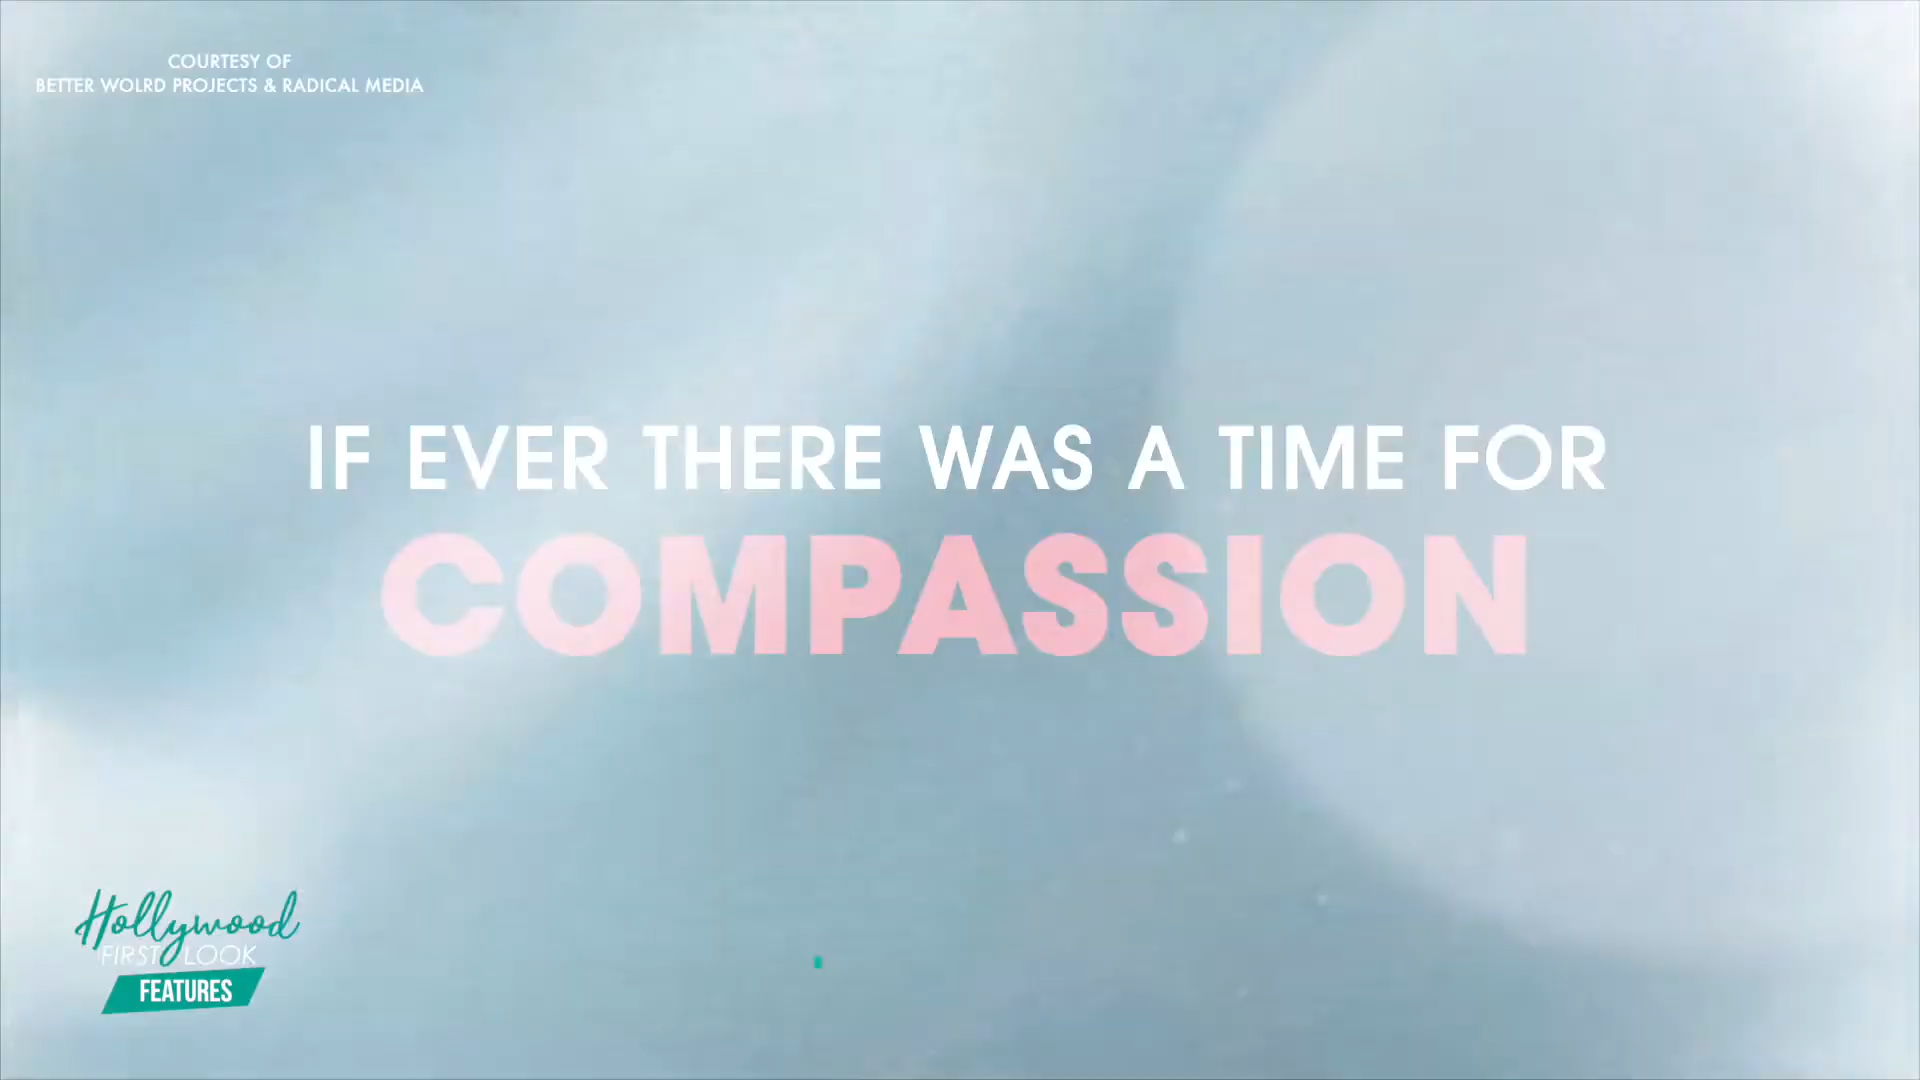 COURTESY OF
BETTER WOLRD PROJECTS & RADICAL MEDIA
IF EVER THERE WAS A TIME FOR
COMPASSION
Hollywood
FIRST LOOK
FEATURES